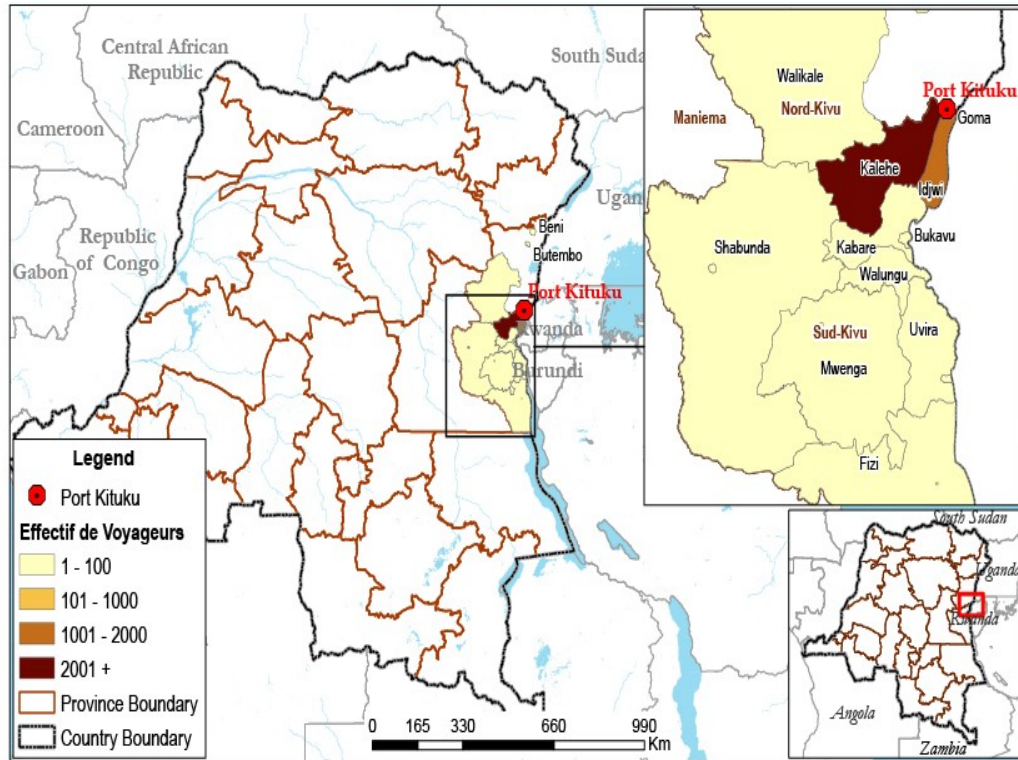 Central African
Republic
South Suda
Cameroon
Ugan
Republic
of Congo
Gabon
Beni
Butembo
Port Kituku
Rwanda
Burundi
Walikale
Nord-Kivu
Maniema
Port Kituku
Goma
Kalehe
Idjwi
Shabunda
Kabare
Bukavu
Walungu
Sud-Kivu
Uvira
Mwenga
Fizi
Legend
Port Kituku
Effectif de Voyageurs
1 - 100
101 - 1000
1001 - 2000
2001 +
Province Boundary
Country Boundary
0 165 330 660 990
Km
South Sudan
Uganda
Rwanda
Angola
Zambia